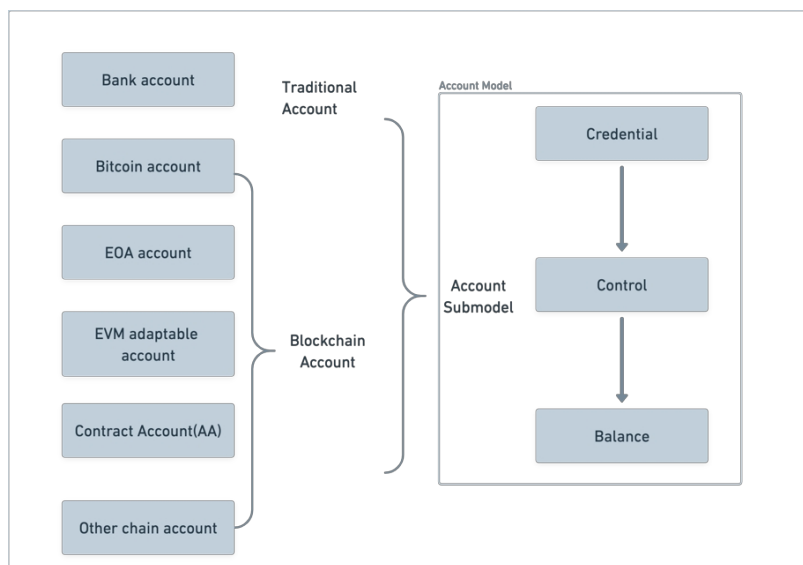 Bank account
Bitcoin account
EOA account
EVM adaptable
account
Contract Account(AA)
Other chain account
Traditional
Account
Blockchain
Account
Account Model
Account
Submodel
Credential
Control
Balance